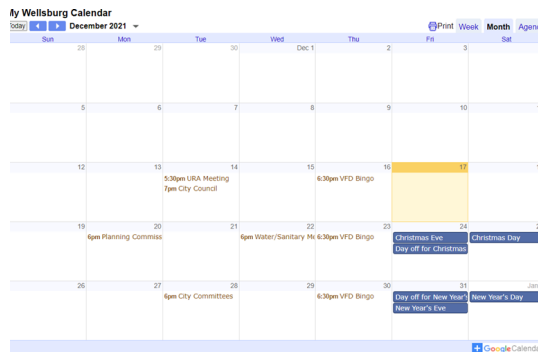 My Wellsburg Calendar
Today December 2021 Print Week Month Agen
Sun Mon Tue Wed Thu Fri Sat
28 29 30 Dec 1 2 3
5 6 7 8 9 10
12 13 14 15 16 17
5:30pm URA Meeting 6:30pm VFD Bingo
7pm City Council
19 20 21 22 23 24
6pm Planning Commiss 6pm Water/Sanitary Me 6:30pm VFD Bingo Christmas Eve Christmas Day
Day off for Christmas
26 27 28 29 30 31 Jan
6pm City Committees 6:30pm VFD Bingo Day off for New Year's New Year's Day
New Year's Eve
Google Calenda